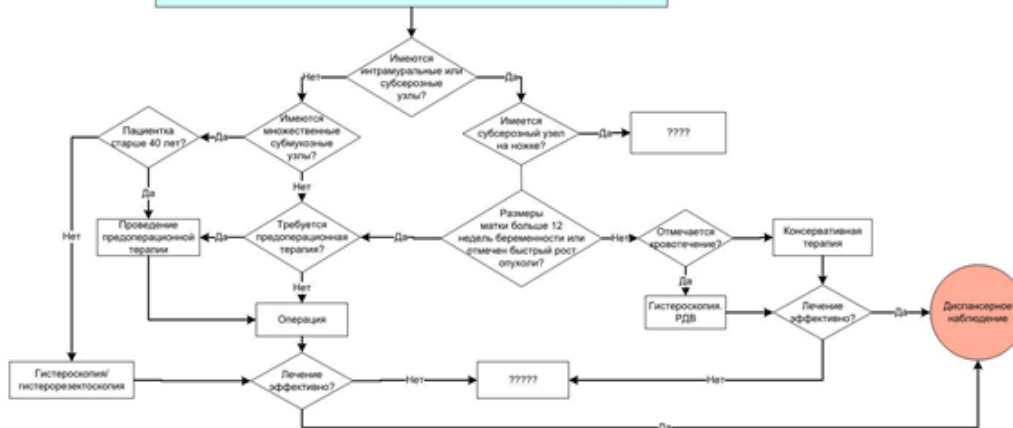 Имеются
интрамуральные или
субсерозные
узлы?
Нет
Да
Пациентка
старше 40 лет?
Да
Имеются
множественные
субмукозные
узлы?
Имеется
субсерозный узел
на ножке?
Да
????
Да
Нет
Нет
Проведение
предоперационной
терапии
Да
Требуется
предоперационная
терапия?
Да
Размеры
матки больше 12
недель беременности или
отмечен быстрый рост
опухоли?
Нет
Отмечается
кровотечение?
Консервативная
терапия
Нет
Да
Операция
Гистероскопия.
РДВ
Лечение
эффективно?
Да
Диспансерное
наблюдение
Гистероскопия/
гистерорезектоскопия
Лечение
эффективно?
Нет
?????
Нет
Да